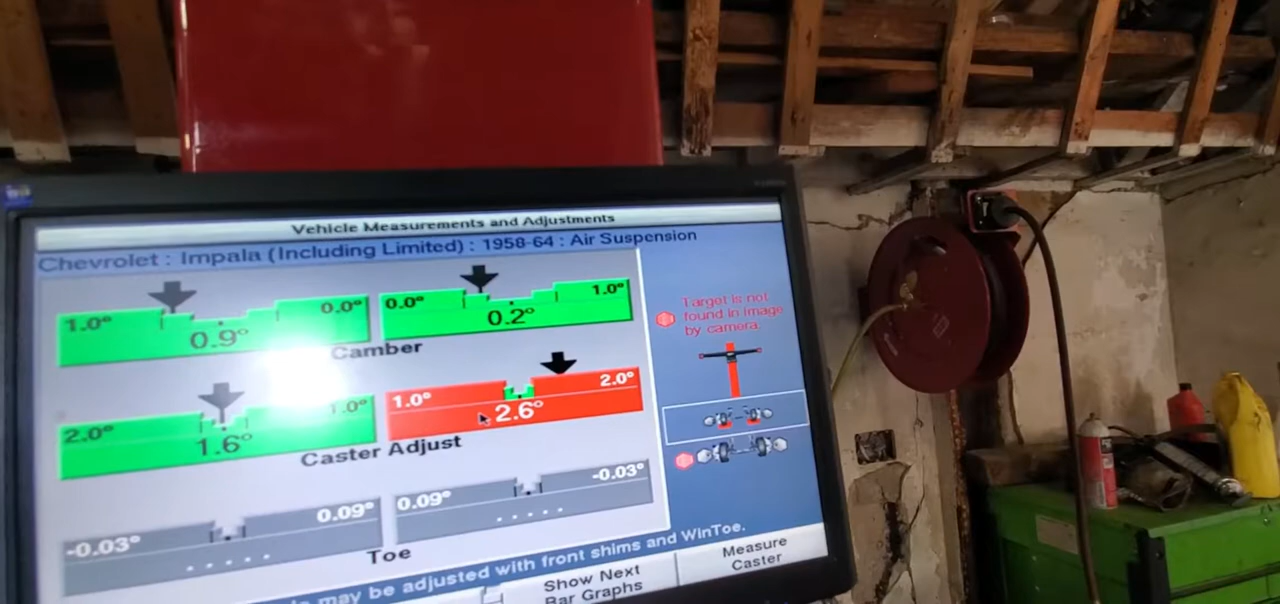 Vehicle Measurements and Adjustments
Chevrolet : Impala (Including Limited) : 1958-64 : Air Suspension
1.0° 0.9° 0.0° 0.0° 0.2° 1.0°
Camber
2.0° 1.6° 1.0° 1.0° 2.6° 2.0°
Caster Adjust
-0.03° 0.09° 0.09° -0.03°
Toe
Target is not
found in image
by camera.
may be adjusted with front shims and WinToe.
Show Next
Bar Graphs
Measure
Caster